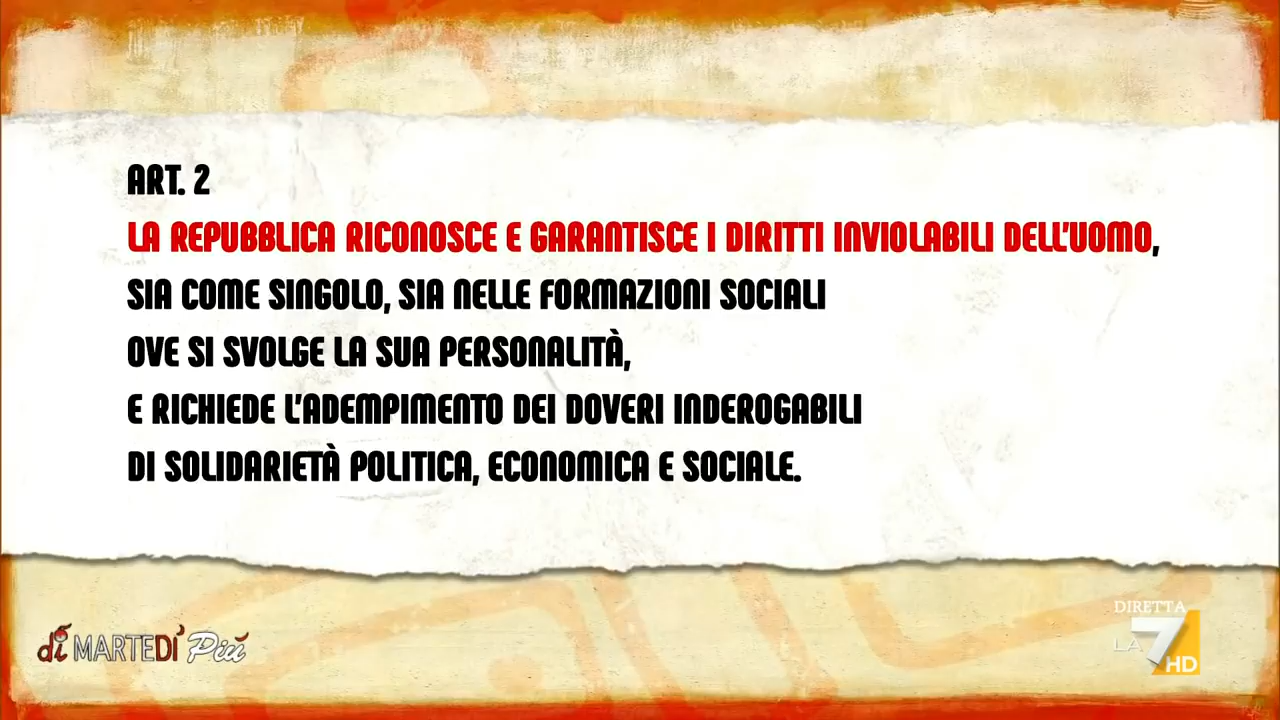 ART. 2
LA REPUBBLICA RICONOSCE E GARANTISCE I DIRITTI INVIOLABILI DELL'UOMO,
SIA COME SINGOLO, SIA NELLE FORMAZIONI SOCIALI
OVE SI SVOLGE LA SUA PERSONALITÀ,
E RICHIEDE L'ADEMPIMENTO DEI DOVERI INDEROGABILI
DI SOLIDARIETÀ POLITICA, ECONOMICA E SOCIALE.
di MARTEDÌ Più
DIRETTA
LA 7 HD